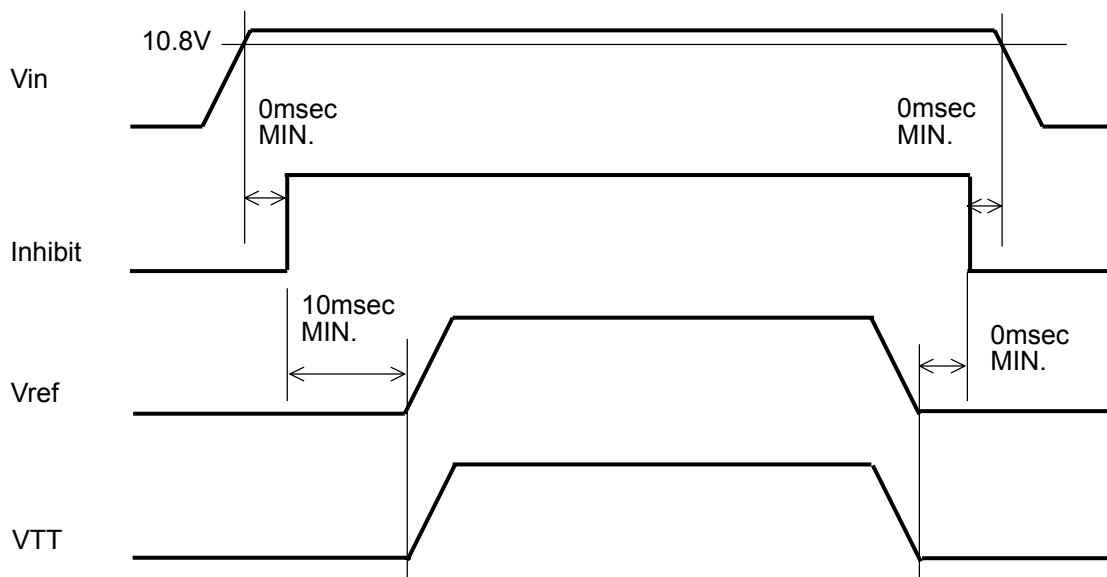 10.8V
Vin
0msec
MIN.
0msec
MIN.
Inhibit
10msec
MIN.
0msec
MIN.
Vref
VTT